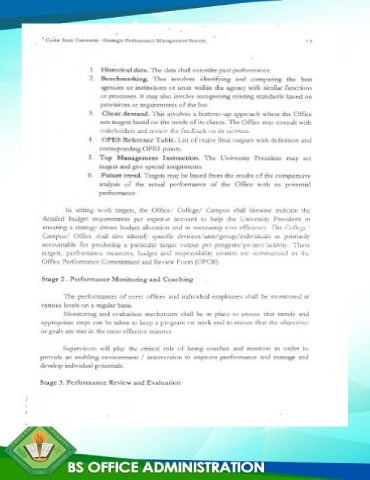 Cavite State University -Strategic Performance Management System
1. Historical data. The data shall consider past performance.
2. Benchmarking. This involves identifying and comparing the best
agencies or institutions or units within the agency with similar functions
or processes. It may also involve recognizing existing standards based on
provisions or requirements of the law.
3. Client demand. This involves a bottom-up approach where the Office
sets targets based on the needs of its clients. The Office may consult with
stakeholders and review the feedback on its services.
4. OPES Reference Table. List of major final outputs with definition and
corresponding OPES points.
5. Top Management Instruction. The University President may set
targets and give special assignments.
6. Future trend. Targets may be based from the results of the comparative
analysis of the actual performance of the Office with its potential
performance.
In setting work targets, the Office/ College/ Campus shall likewise indicate the
detailed budget requirements per expense account to help the University President in
ensuring a strategy driven budget allocation and in measuring cost efficiency. The College/
Campus/ Office shall also identify specific division/unit/group/individuals as primarily
accountable for producing a particular target output per program/project/activity. These
targets, performance measures, budget and responsibility centers are summarized in the
Office Performance Commitment and Review Form (OPCR).
Stage 2 . Performance Monitoring and Coaching
The performances of every offices and individual employees shall be monitored at
various levels on a regular basis.
Monitoring and evaluation mechanism shall be in place to ensure that timely and
appropriate steps can be taken to keep a program on track and to ensure that the objectives
or goals are met in the most effective manner.
Supervisors will play the critical role of being coaches and mentors in order to
provide an enabling environment / intervention to improve performance and manage and
develop individual potentials.
Stage 3. Performance Review and Evaluation
BS OFFICE ADMINISTRATION